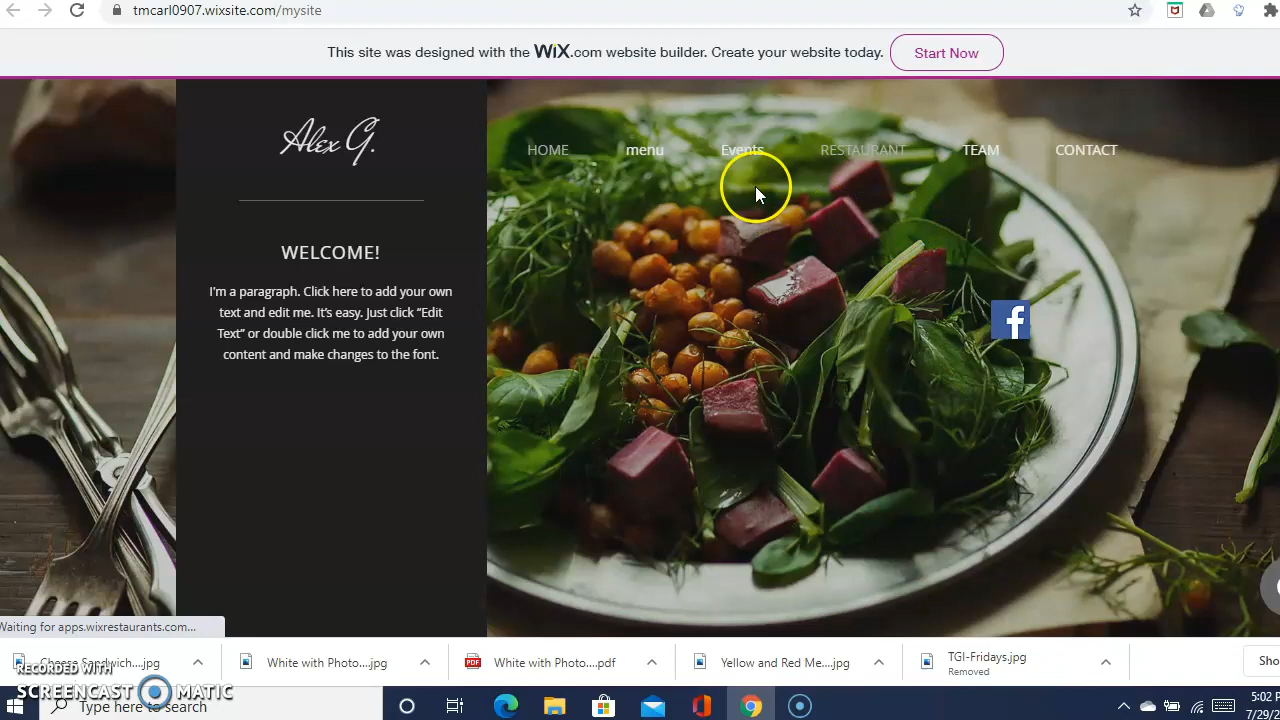 tmcarl0907.wixsite.com/mysite
This site was designed with the WiX.com website builder. Create your website today.
Start Now
Alex G.
HOME
menu
Events
RESTAURANT
TEAM
CONTACT
WELCOME!
I'm a paragraph. Click here to add your own
text and edit me. It's easy. Just click “Edit
Text” or double click me to add your own
content and make changes to the font.
f
Waiting for apps.wixrestaurants.com...
White with Photo....jpg
White with Photo....pdf
Yellow and Red Me....jpg
TGI-Fridays.jpg
Removed
Sho
RECORDED WITH
SCREENCAST MATIC
Type here to search
5:02 P
7/29/2